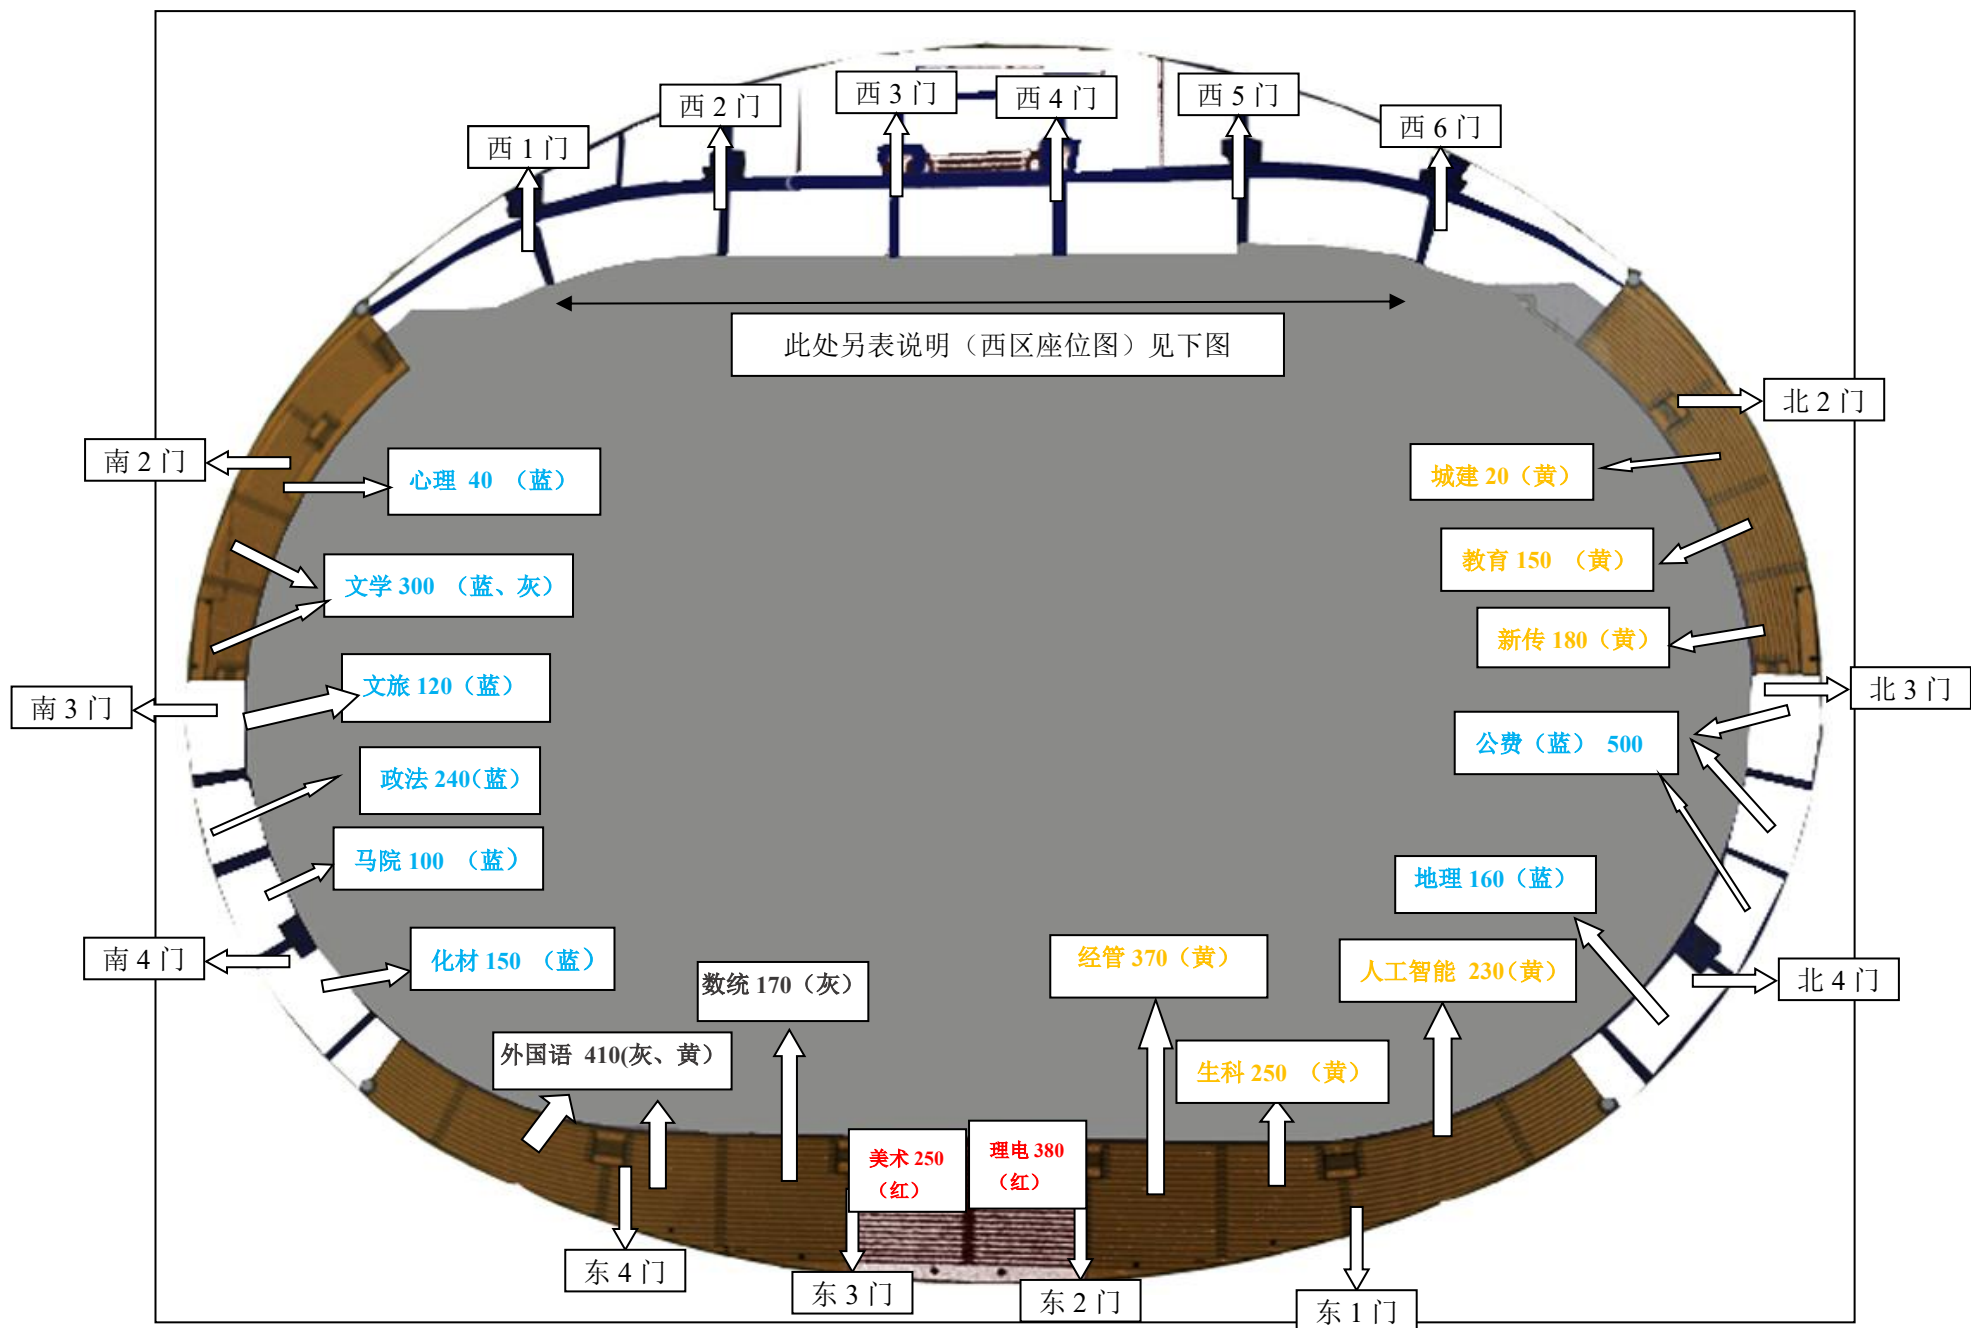 西 1 门
西 2 门
西 3 门
西 4 门
西 5 门
西 6 门
此处另表说明（西区座位图）见下图
南 2 门
北 2 门
心理 40 （蓝）
城建 20（黄）
文学 300 （蓝、灰）
教育 150 （黄）
新传 180（黄）
文旅 120（蓝）
南 3 门
北 3 门
政法 240（蓝）
公费（蓝） 500
马院 100 （蓝）
地理 160（蓝）
南 4 门
化材 150 （蓝）
数统 170（灰）
经管 370（黄）
人工智能 230（黄）
北 4 门
外国语 410(灰、黄）
生科 250 （黄）
美术 250
（红）
理电 380
（红）
东 4 门
东 3 门
东 2 门
东 1 门